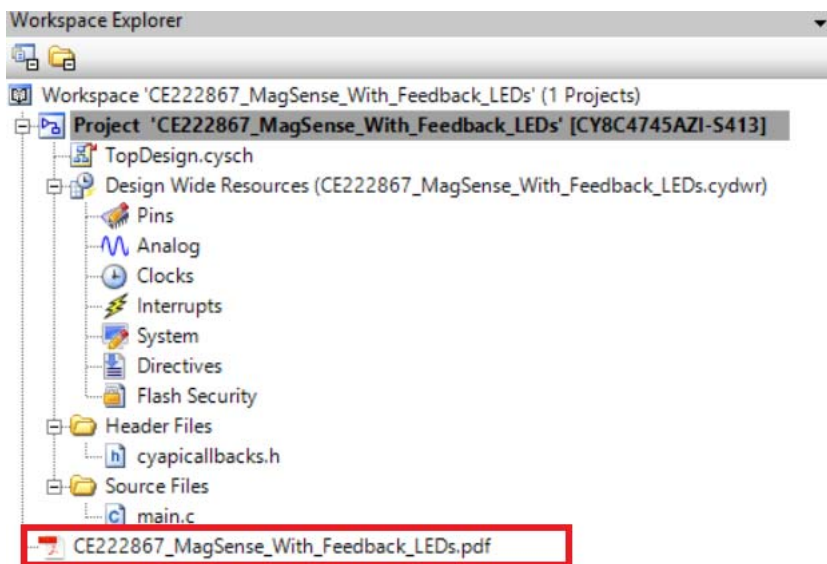 Workspace Explorer
Workspace 'CE222867_MagSense_With_Feedback_LEDs' (1 Projects)
Project 'CE222867_MagSense_With_Feedback_LEDs' [CY8C4745AZI-S413]
TopDesign.cysch
Design Wide Resources (CE222867_MagSense_With_Feedback_LEDs.cydwr)
Pins
Analog
Clocks
Interrupts
System
Directives
Flash Security
Header Files
cyapicallbacks.h
Source Files
main.c
CE222867_MagSense_With_Feedback_LEDs.pdf